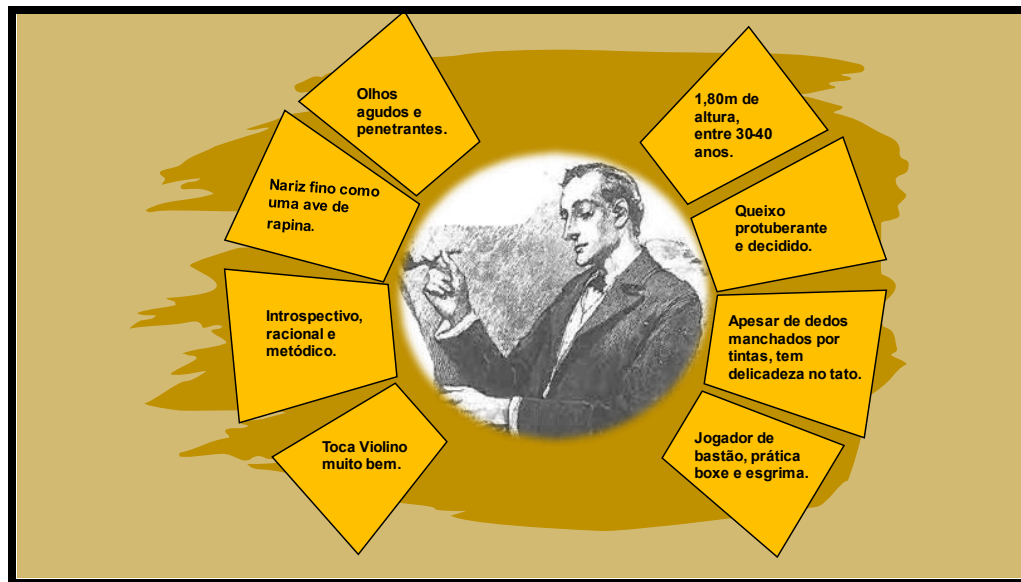 Olhos
agudos e
penetrantes.
Nariz fino como
uma ave de
rapina.
Introspectivo,
racional e
metódico.
Toca Violino
muito bem.
1,80m de
altura,
entre 30-40
anos.
Queixo
protuberante
e decidido.
Apesar de dedos
manchados por
tintas, tem
delicadeza no tato.
Jogador de
bastão, prática
boxe e esgrima.